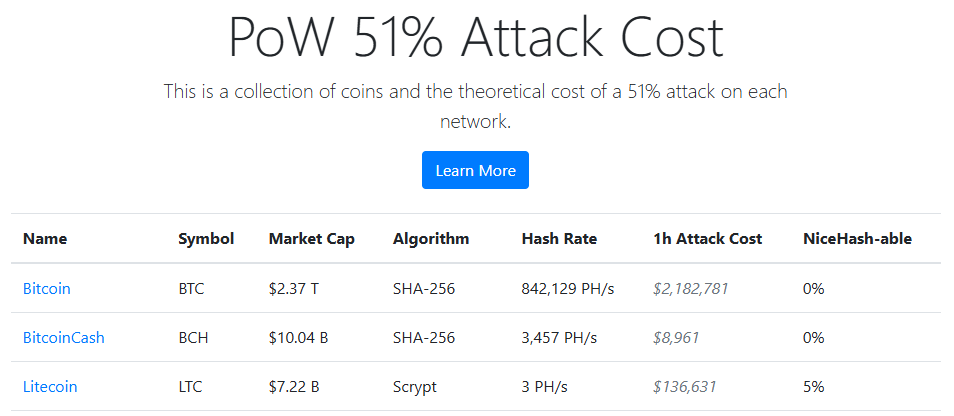 PoW 51% Attack Cost
This is a collection of coins and the theoretical cost of a 51% attack on each
network.
Learn More
Name Symbol Market Cap Algorithm Hash Rate 1h Attack Cost NiceHash-able
Bitcoin BTC $2.37 T SHA-256 842,129 PH/s $2,182,781 0%
BitcoinCash BCH $10.04 B SHA-256 3,457 PH/s $8,961 0%
Litecoin LTC $7.22 B Scrypt 3 PH/s $136,631 5%